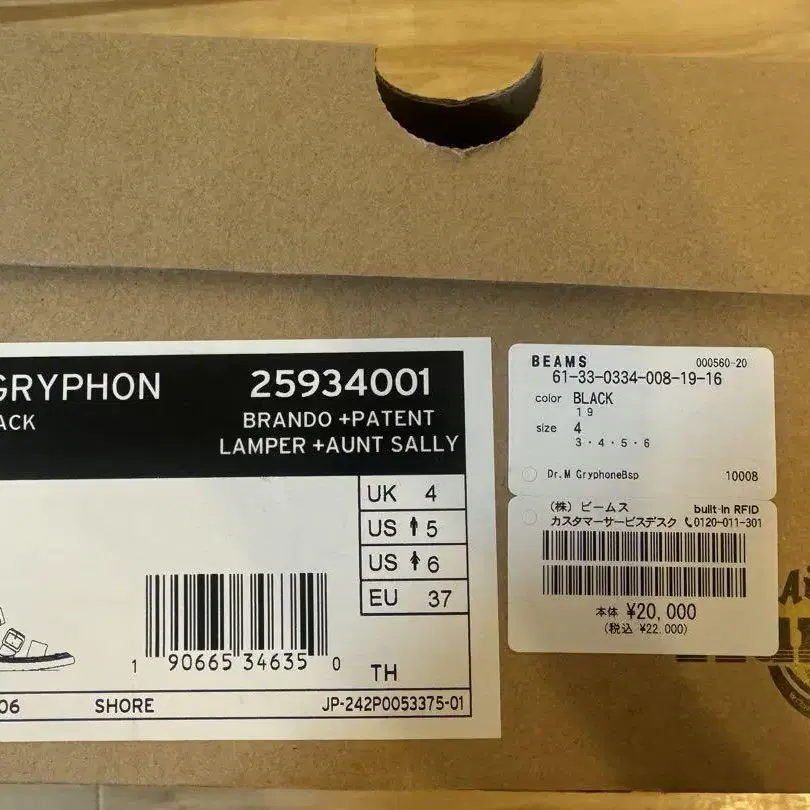 GRYPHON
ACK
25934001
BRANDO +PATENT
LAMPER +AUNT SALLY
UK 4
US 5
US 6
EU 37
1 90665 34635 0
TH
06 SHORE JP-242P0053375-01
BEAMS 000560-20
61-33-0334-008-19-16
color BLACK
19
size 4
3・4・5・6
Dr.M GryphoneBsp 10008
(株) ビームス built-in RFID
カスタマーサービスデスク 0120-011-301
本体 ¥20,000
(税込 ¥22.000)
Ai